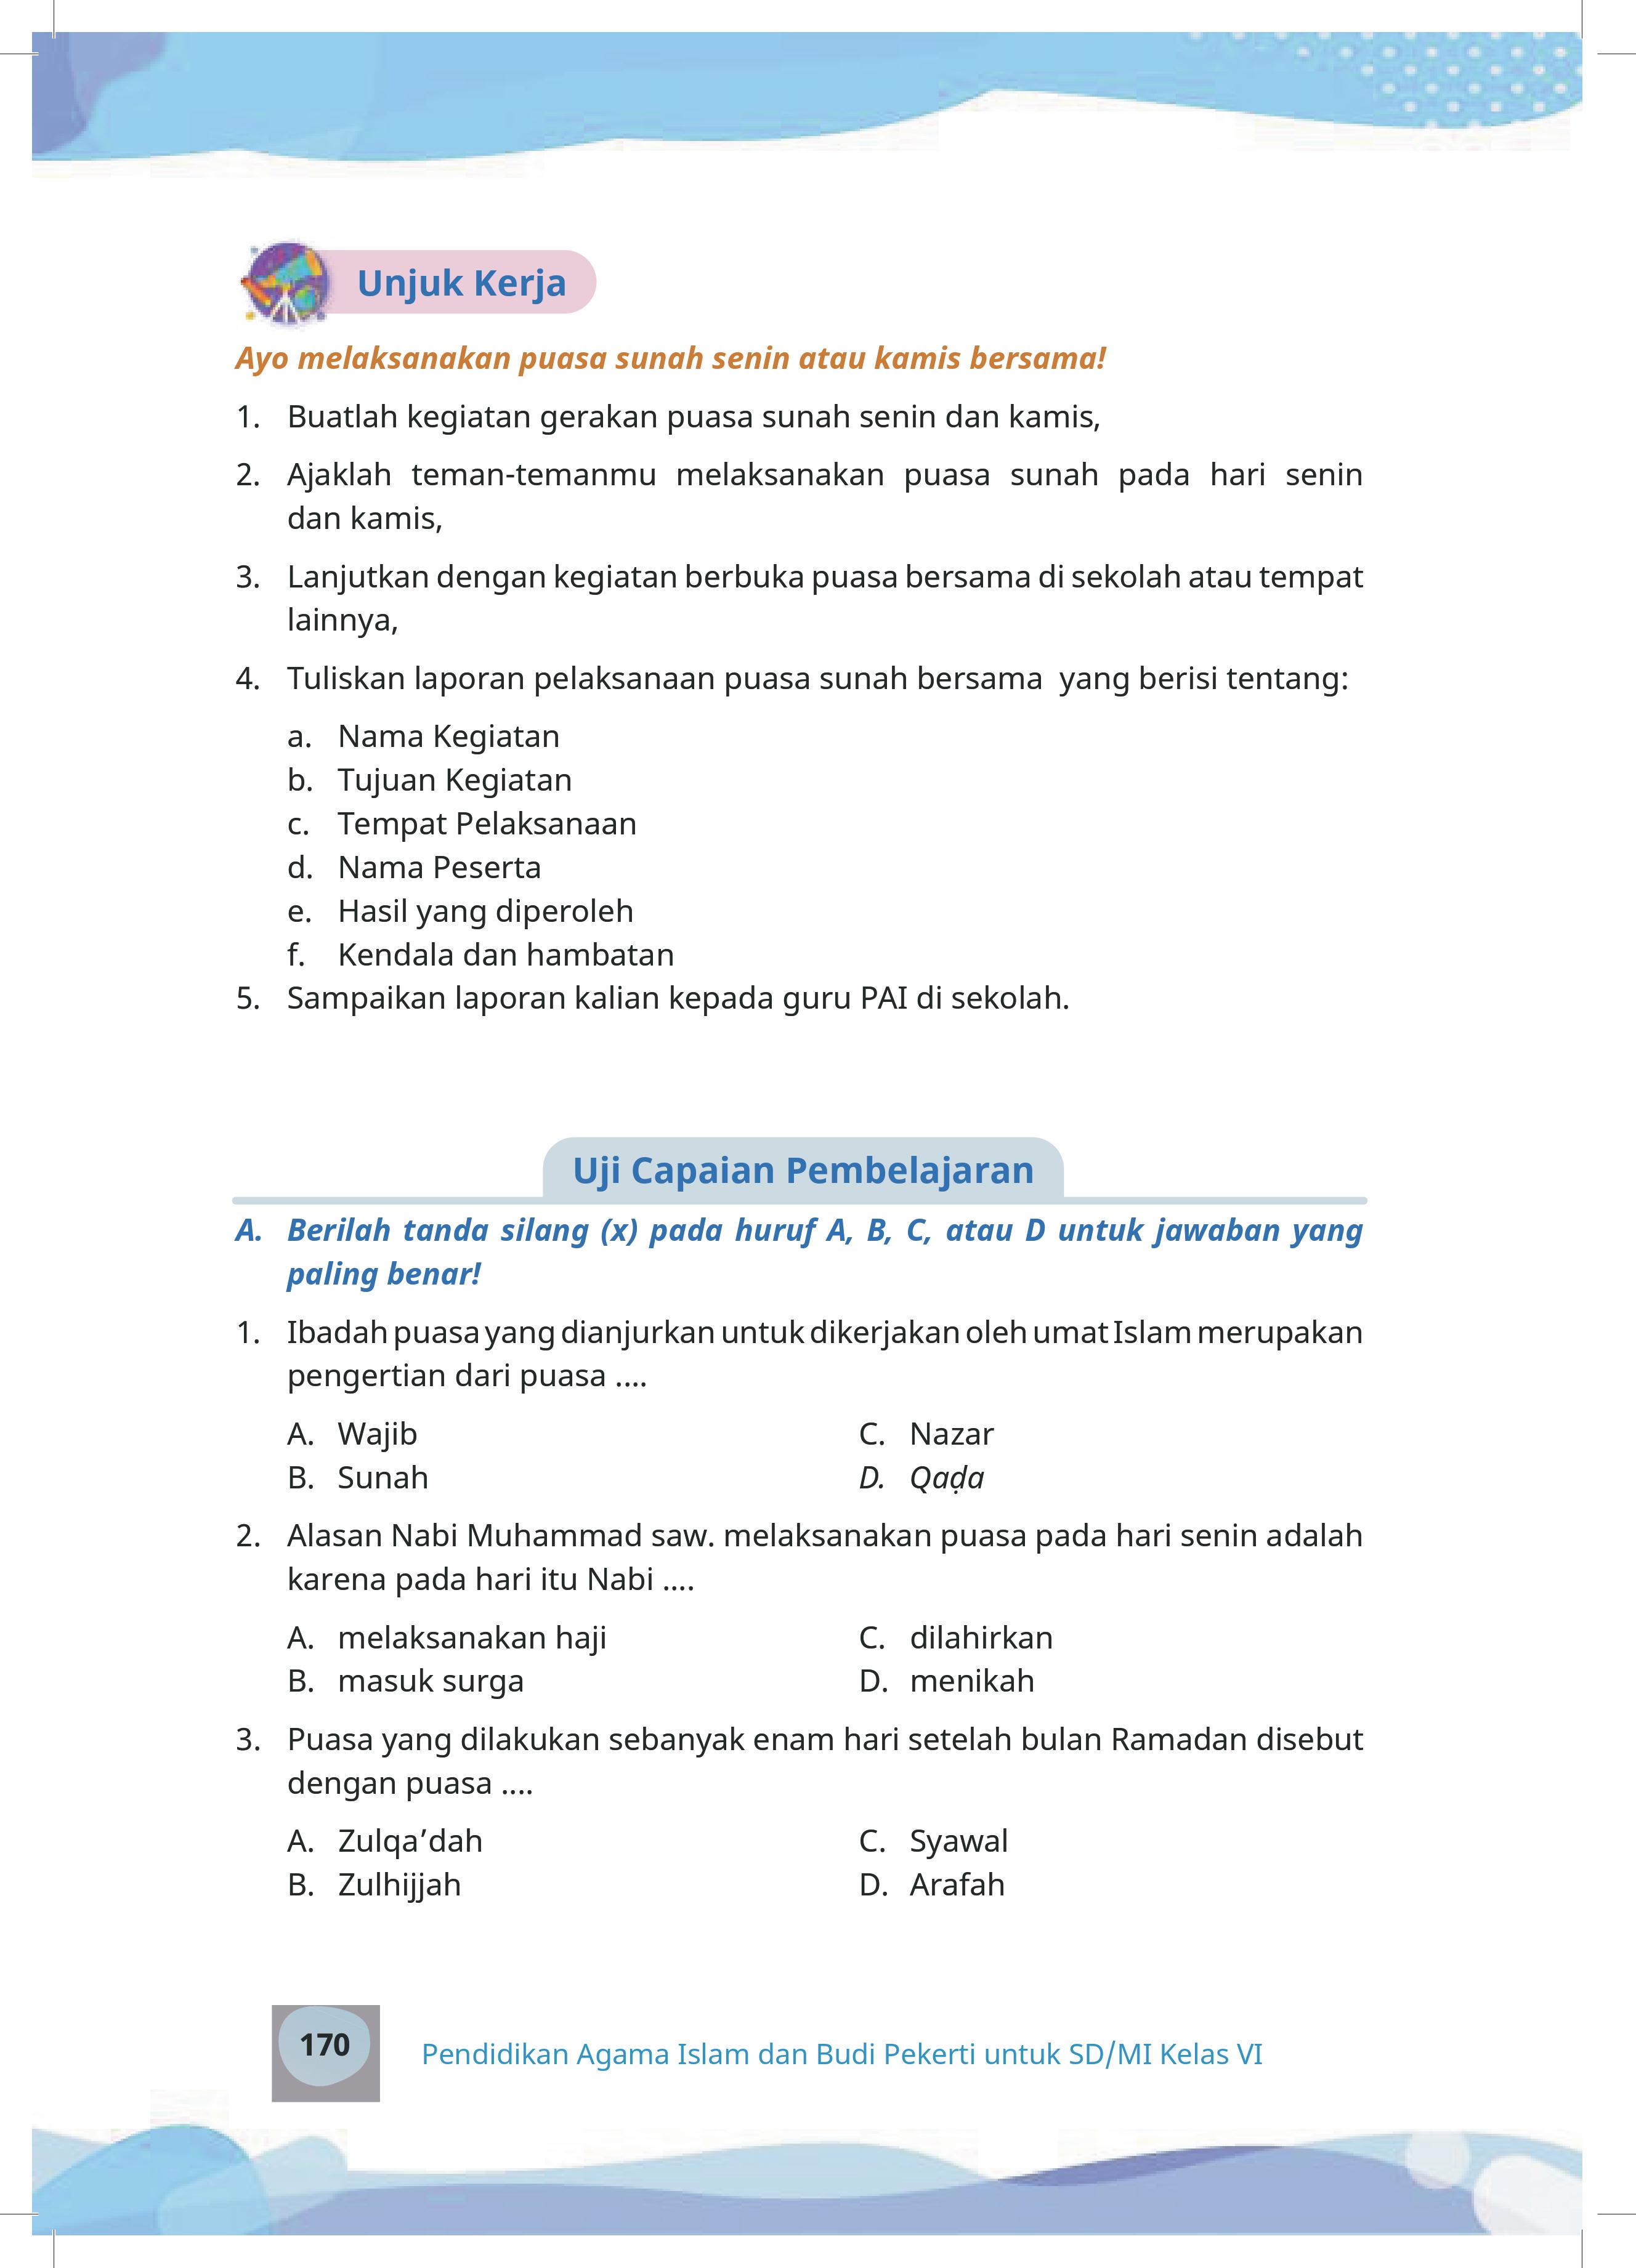 Unjuk Kerja
Ayo melaksanakan puasa sunah senin atau kamis bersama!
1. Buatlah kegiatan gerakan puasa sunah senin dan kamis,
2. Ajaklah teman-temanmu melaksanakan puasa sunah pada hari senin
dan kamis,
3. Lanjutkan dengan kegiatan berbuka puasa bersama di sekolah atau tempat
lainnya,
4. Tuliskan laporan pelaksanaan puasa sunah bersama yang berisi tentang:
a. Nama Kegiatan
b. Tujuan Kegiatan
c. Tempat Pelaksanaan
d. Nama Peserta
e. Hasil yang diperoleh
f. Kendala dan hambatan
5. Sampaikan laporan kalian kepada guru PAI di sekolah.
Uji Capaian Pembelajaran
A. Berilah tanda silang (x) pada huruf A, B, C, atau D untuk jawaban yang
paling benar!
1. Ibadah puasa yang dianjurkan untuk dikerjakan oleh umat Islam merupakan
pengertian dari puasa ....
A. Wajib
B. Sunah
C. Nazar
D. Qaḍa
2. Alasan Nabi Muhammad saw. melaksanakan puasa pada hari senin adalah
karena pada hari itu Nabi ....
A. melaksanakan haji
B. masuk surga
C. dilahirkan
D. menikah
3. Puasa yang dilakukan sebanyak enam hari setelah bulan Ramadan disebut
dengan puasa ....
A. Zulqa’dah
B. Zulhijjah
C. Syawal
D. Arafah
170
Pendidikan Agama Islam dan Budi Pekerti untuk SD/MI Kelas VI